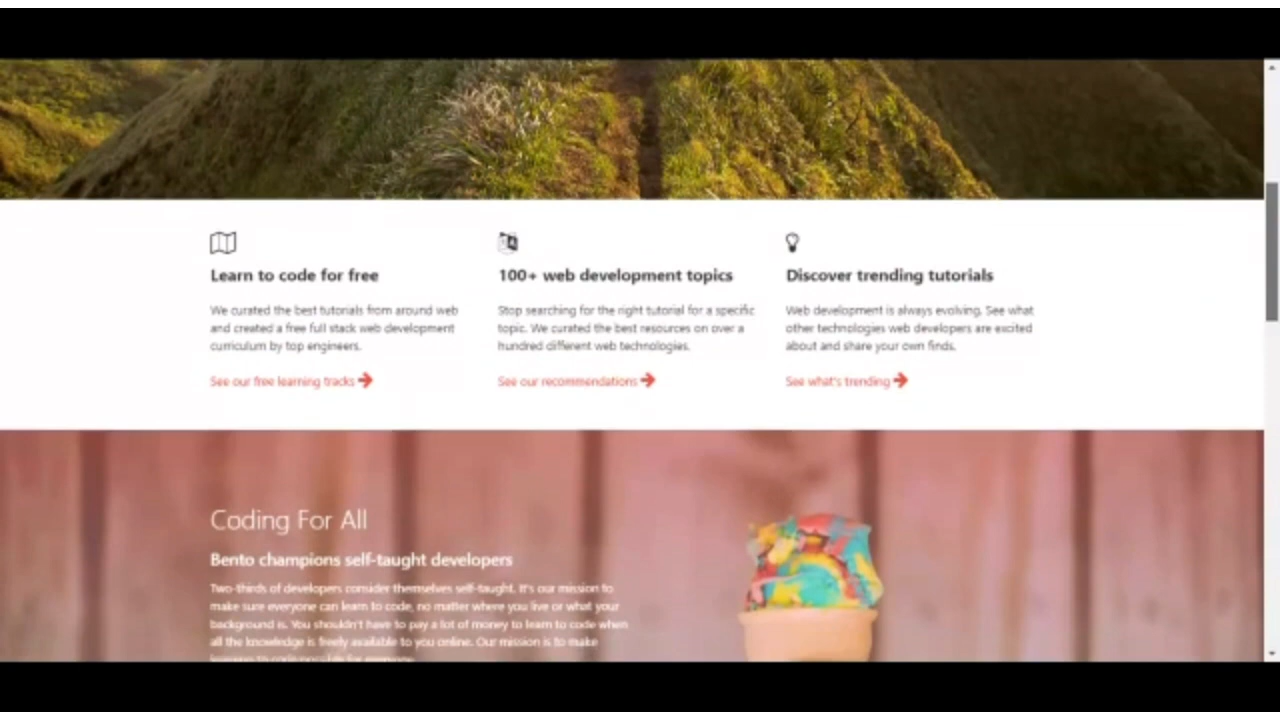 Learn to code for free
We curated the best tutorials from around web
and created a free full stack web development
curriculum by top engineers.
See our free learning tracks
100+ web development topics
Stop searching for the right tutorial for a specific
topic. We curated the best resources on over a
hundred different web technologies.
See our recommendations
Discover trending tutorials
Web development is always evolving. See what
other technologies web developers are excited
about and share your own finds.
See what's trending
Coding For All
Bento champions self-taught developers
Two-thirds of developers consider themselves self-taught. It's our mission to
make sure everyone can learn to code, no matter where you live or what your
background is. You shouldn't have to pay a lot of money to learn to code when
all the knowledge is freely available to you online. Our mission is to make